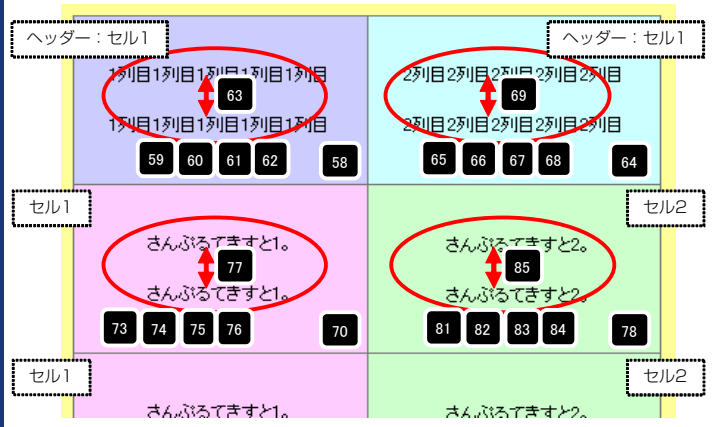 ヘッダー：セル1
ヘッダー：セル1
1列目1列目1列目1列目1列目
2列目2列目2列目2列目2列目
63
69
1列目1列目1列目1列目1列目
2列目2列目2列目2列目2列目
59 60 61 62 58
65 66 67 68 64
セル1
セル2
さんぷるてきすと1。
さんぷるてきすと2。
77
85
さんぷるてきすと1。
さんぷるてきすと2。
73 74 75 76 70
81 82 83 84 78
セル1
セル2
さんぷるてきすと1。
さんぷるてきすと2。